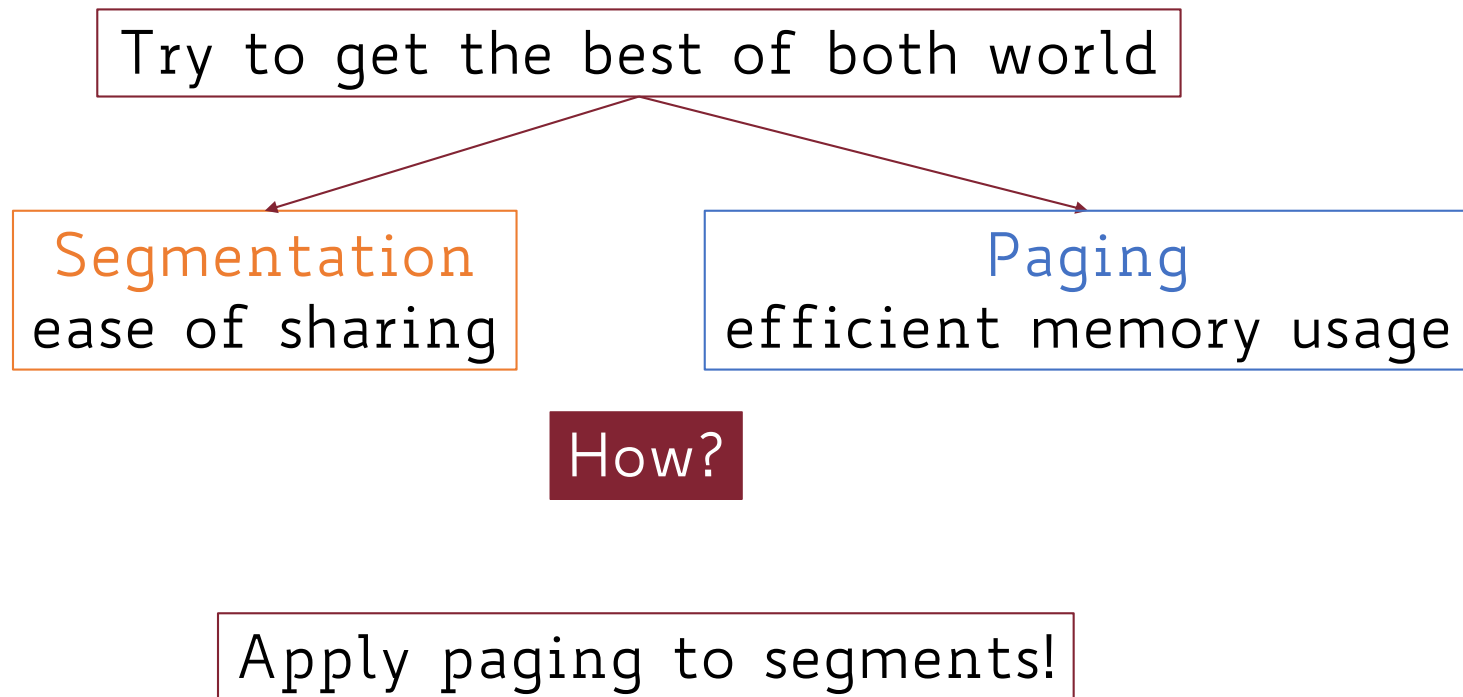 Try to get the best of both world
Segmentation
ease of sharing
Paging
efficient memory usage
How?
Apply paging to segments!